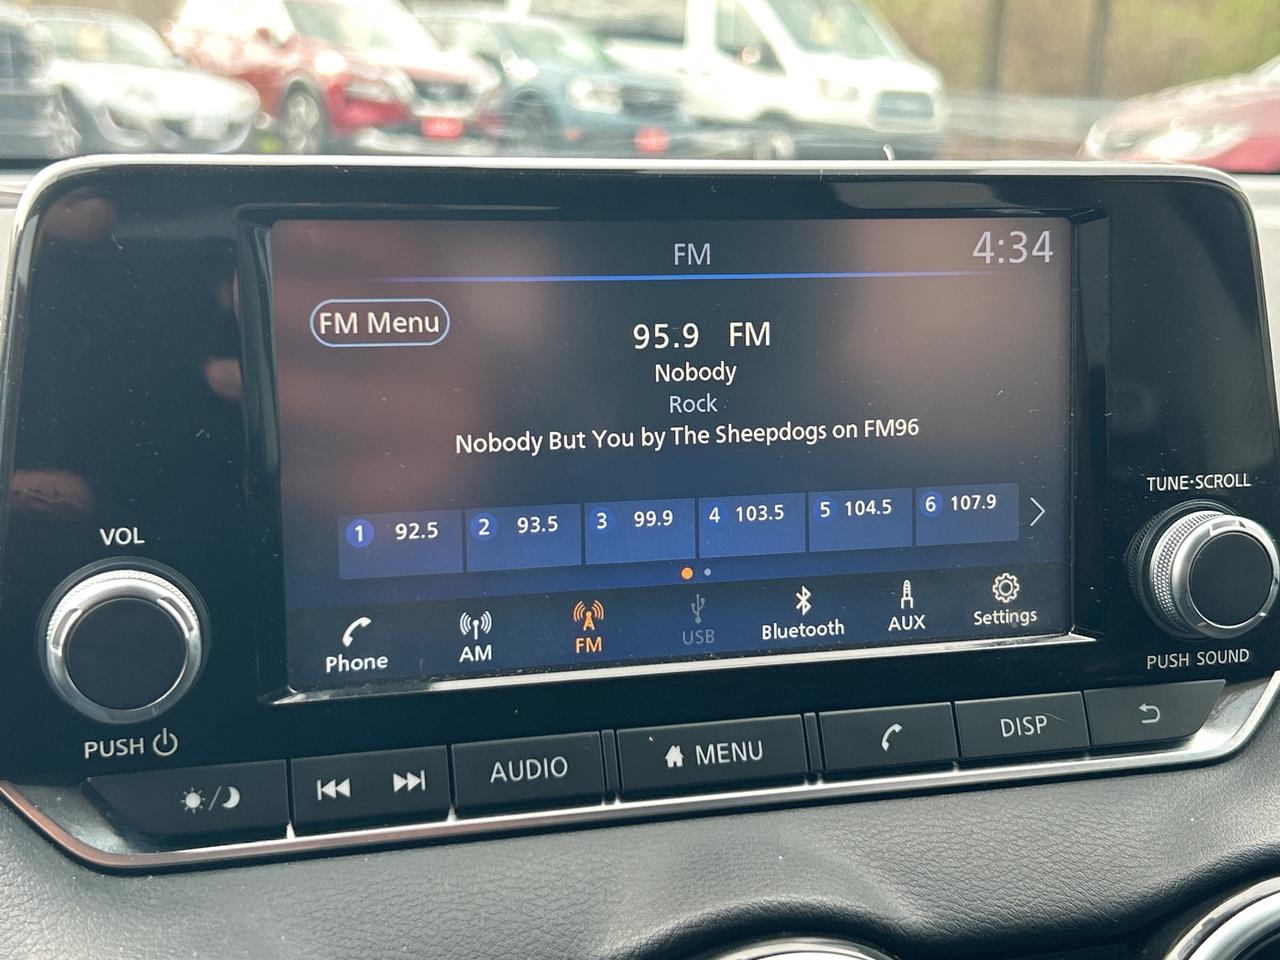 FM
4:34
FM Menu
95.9 FM
Nobody
Rock
Nobody But You by The Sheepdogs on FM96
1 92.5 2 93.5 3 99.9 4 103.5 5 104.5 6 107.9
Phone AM FM USB Bluetooth AUX Settings
VOL
PUSH
TUNE·SCROLL
PUSH SOUND
AUDIO MENU DISP